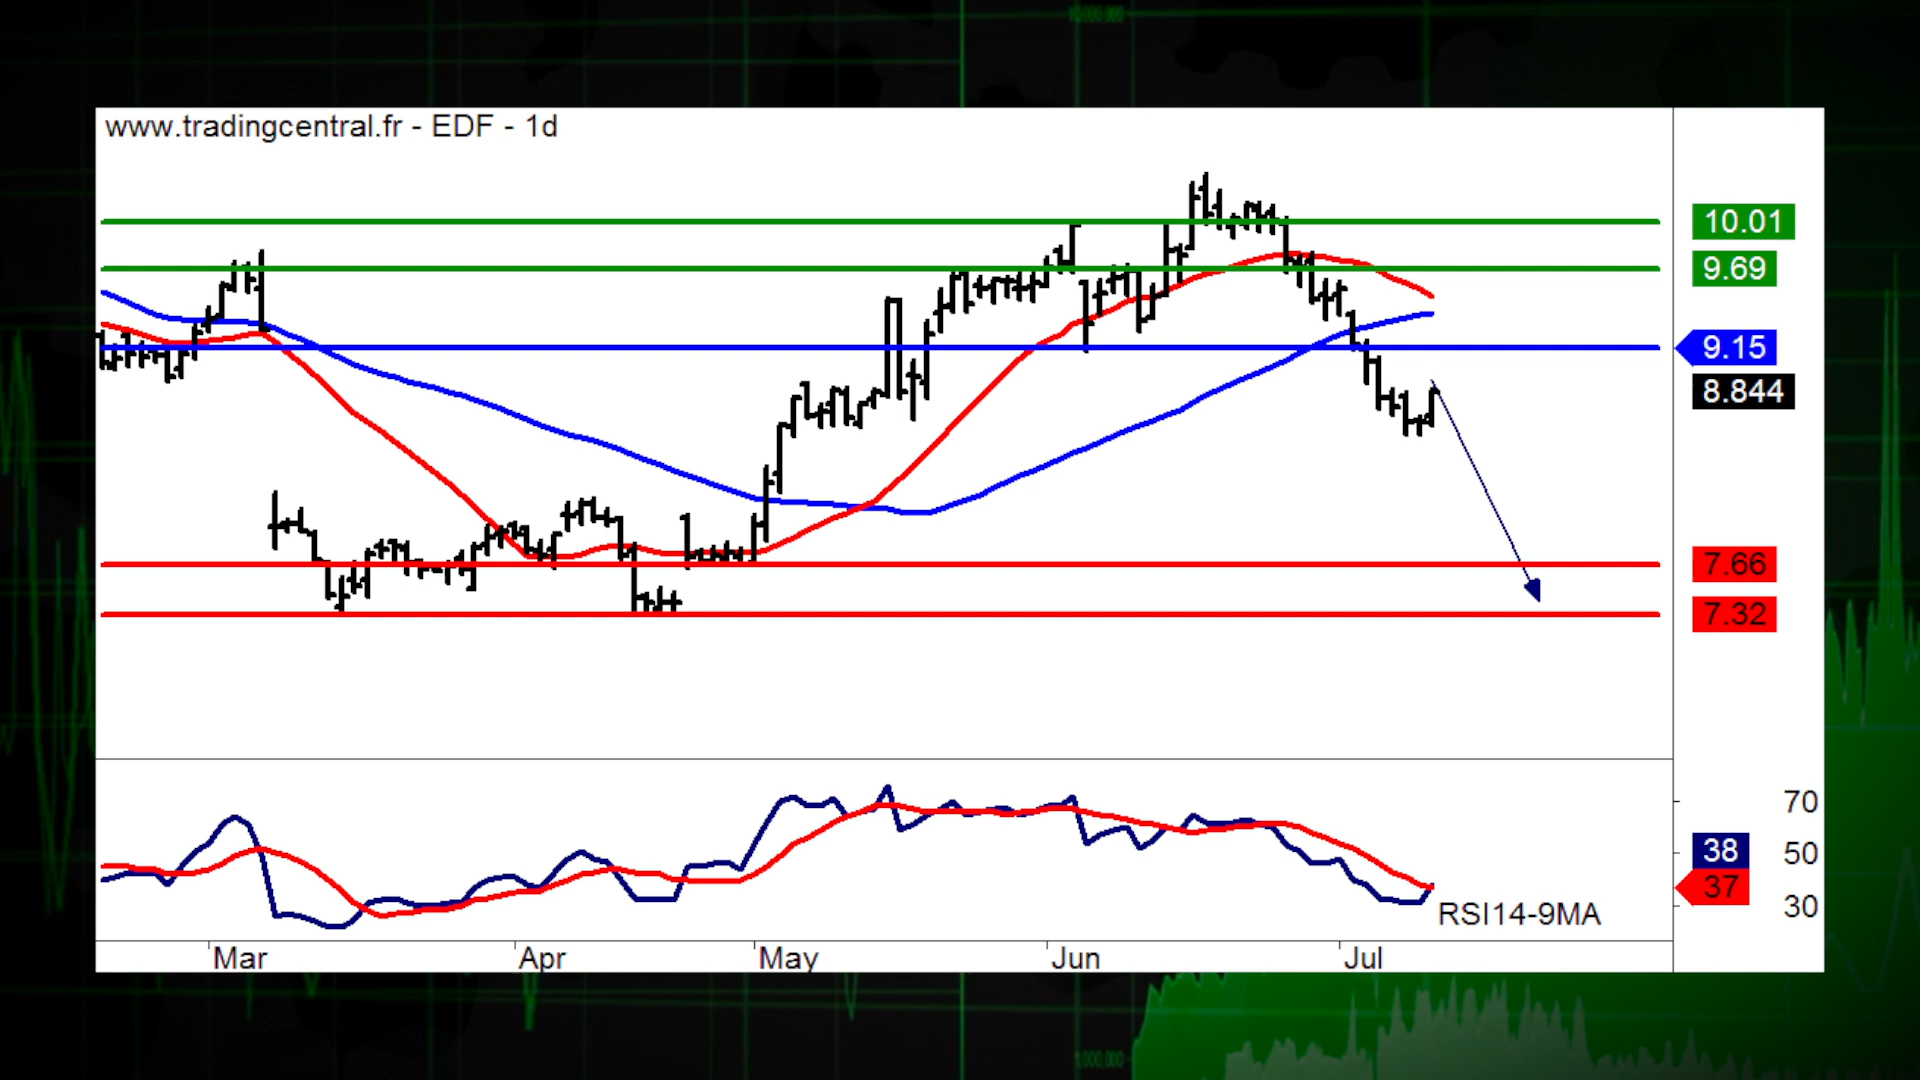 www.tradingcentral.fr - EDF - 1d
10.01
9.69
9.15
8.844
7.66
7.32
70
38
50
37
30
RSI14-9MA
Mar
Apr
May
Jun
Jul